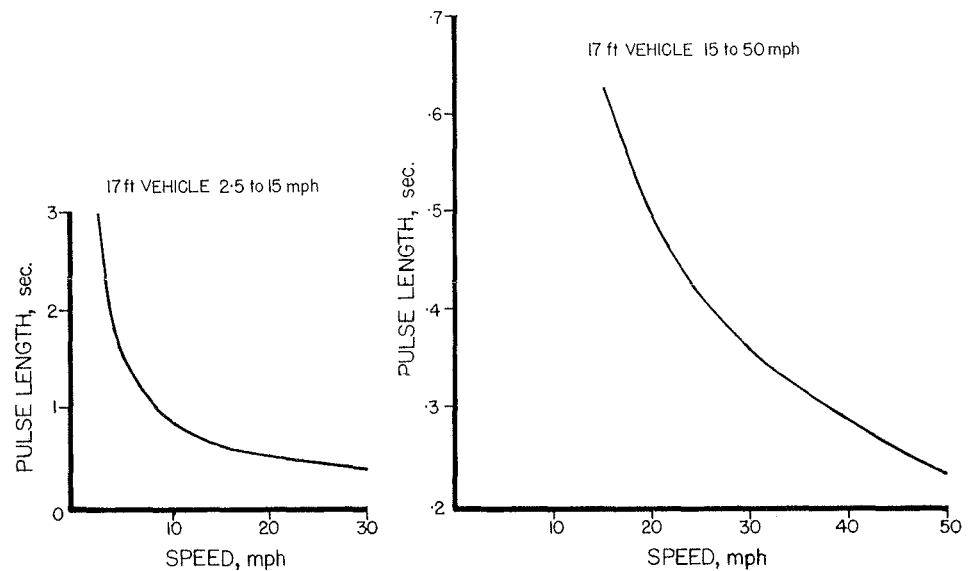 17 ft VEHICLE 2·5 to 15 mph
3
2
1
0
PULSE LENGTH, sec.
10 20 30
SPEED, mph
17 ft VEHICLE 15 to 50 mph
·7
·6
·5
·4
·3
·2
PULSE LENGTH, sec.
10 20 30 40 50
SPEED, mph